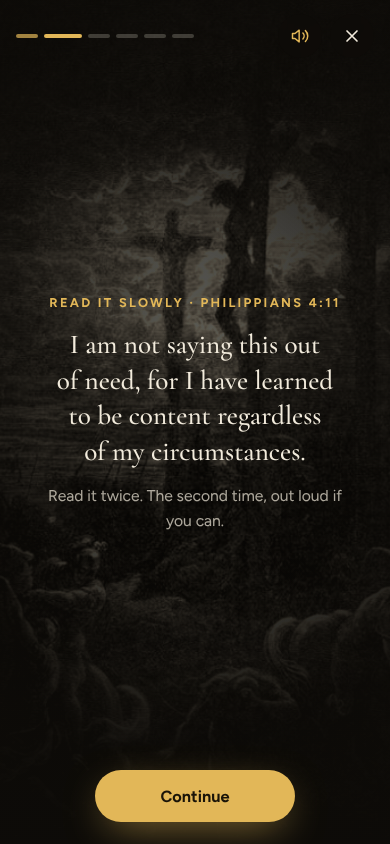 READ IT SLOWLY · PHILIPPIANS 4:11
I am not saying this out
of need, for I have learned
to be content regardless
of my circumstances.
Read it twice. The second time, out loud if
you can.
Continue